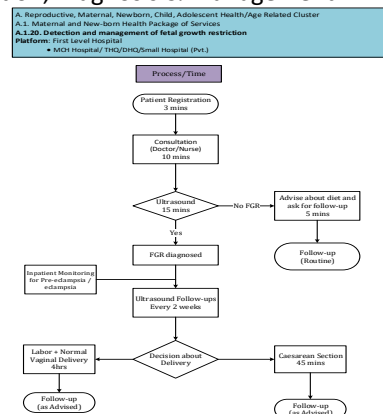 A. Reproductive, Maternal, Newborn, Child, Adolescent Health/Age Related Cluster
A.1. Maternal and New-born Health Package of Services
A.1.20. Detection and management of fetal growth restriction
Platform: First Level Hospital
• MCH Hospital/ THQ/DHQ/Small Hospital (Pvt.)
Process/Time
Patient Registration
3 mins
Consultation
(Doctor/Nurse)
10 mins
Ultrasound
15 mins
No FGR
Advise about diet and
ask for follow-up
5 mins
Yes
Follow-up
(Routine)
FGR diagnosed
Inpatient Monitoring
for Pre-edampsia /
edampsia
Ultrasound Follow-ups
Every 2 weeks
Labor + Normal
Vaginal Delivery
4hrs
Decision about
Delivery
Caesarean Section
45 mins
Follow-up
(as Advised)
Follow-up
(as Advised)